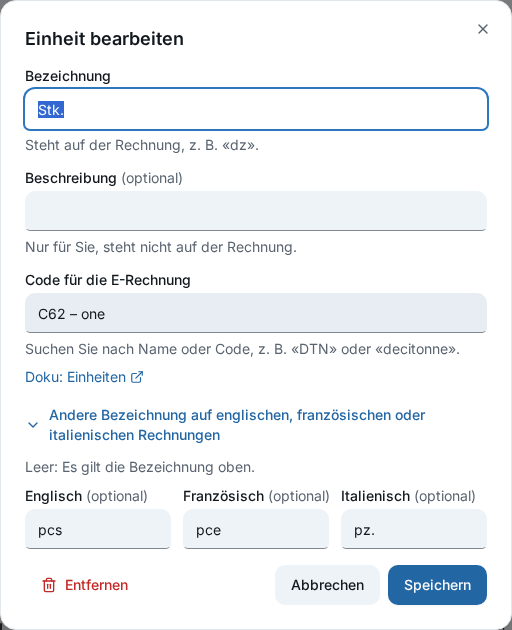 Einheit bearbeiten
Bezeichnung
Stk.
Steht auf der Rechnung, z. B. «dz».
Beschreibung (optional)
Nur für Sie, steht nicht auf der Rechnung.
Code für die E-Rechnung
C62 – one
Suchen Sie nach Name oder Code, z. B. «DTN» oder «decitonne».
Doku: Einheiten
Andere Bezeichnung auf englischen, französischen oder
italienischen Rechnungen
Leer: Es gilt die Bezeichnung oben.
Englisch (optional) Französisch (optional) Italienisch (optional)
pcs pce pz.
Entfernen Abbrechen Speichern